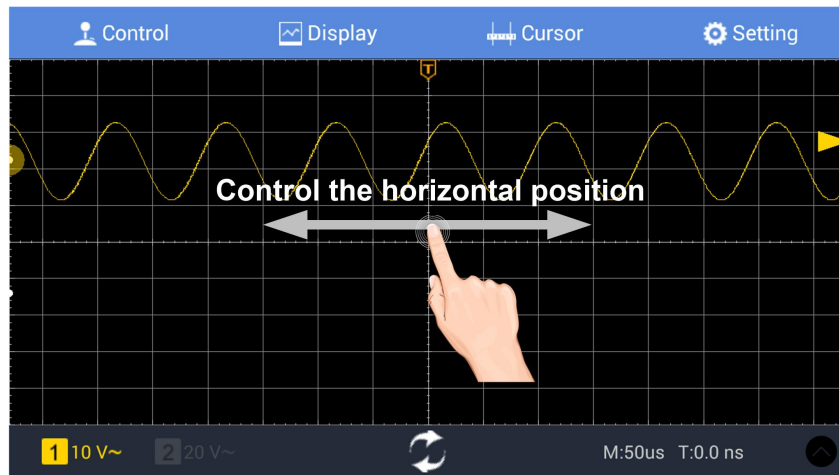 Control
Display
Cursor
Setting
T
Control the horizontal position
1 10 V~
2 20 V~
M:50us T:0.0 ns